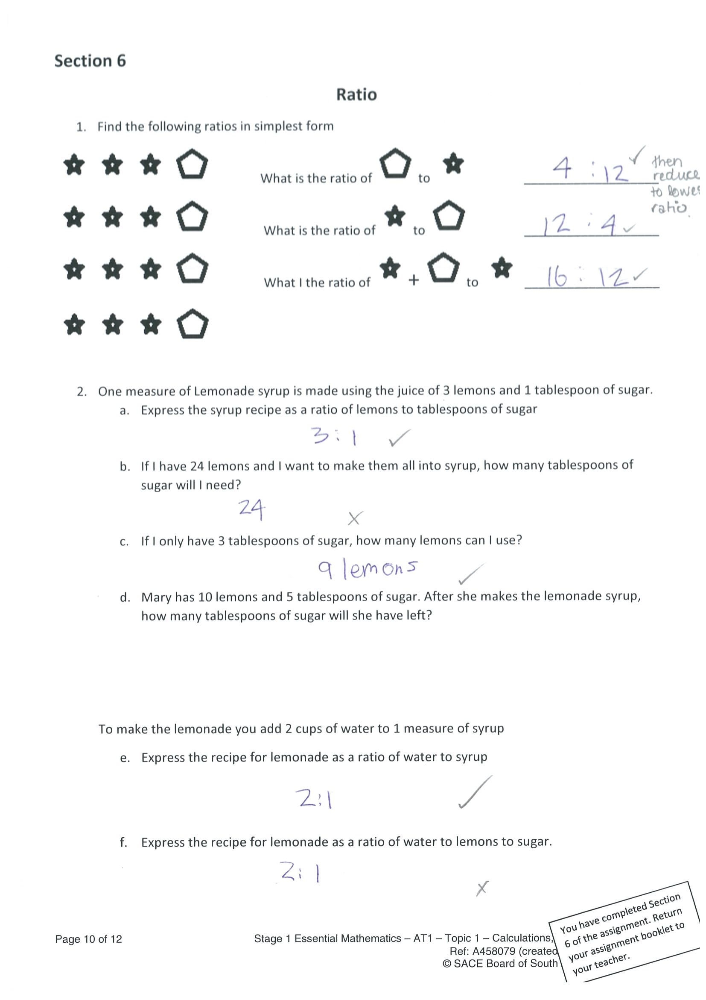 Section 6
Ratio
1. Find the following ratios in simplest form
What is the ratio of to 4 : 12 ✓ then
reduce
to lowes
ratio.
What is the ratio of to 12 : 4 ✓
What I the ratio of + to 16 : 12 ✓
2. One measure of Lemonade syrup is made using the juice of 3 lemons and 1 tablespoon of sugar.
a. Express the syrup recipe as a ratio of lemons to tablespoons of sugar
3 : 1 ✓
b. If I have 24 lemons and I want to make them all into syrup, how many tablespoons of
sugar will I need?
24 x
c. If I only have 3 tablespoons of sugar, how many lemons can I use?
9 lemons ✓
d. Mary has 10 lemons and 5 tablespoons of sugar. After she makes the lemonade syrup,
how many tablespoons of sugar will she have left?
To make the lemonade you add 2 cups of water to 1 measure of syrup
e. Express the recipe for lemonade as a ratio of water to syrup
2:1 ✓
f. Express the recipe for lemonade as a ratio of water to lemons to sugar.
2: 1 x
You have completed Section
6 of the assignment. Return
your assignment booklet to
your teacher.
Page 10 of 12
Stage 1 Essential Mathematics – AT1 – Topic 1 – Calculations,
Ref: A458079 (created
© SACE Board of South